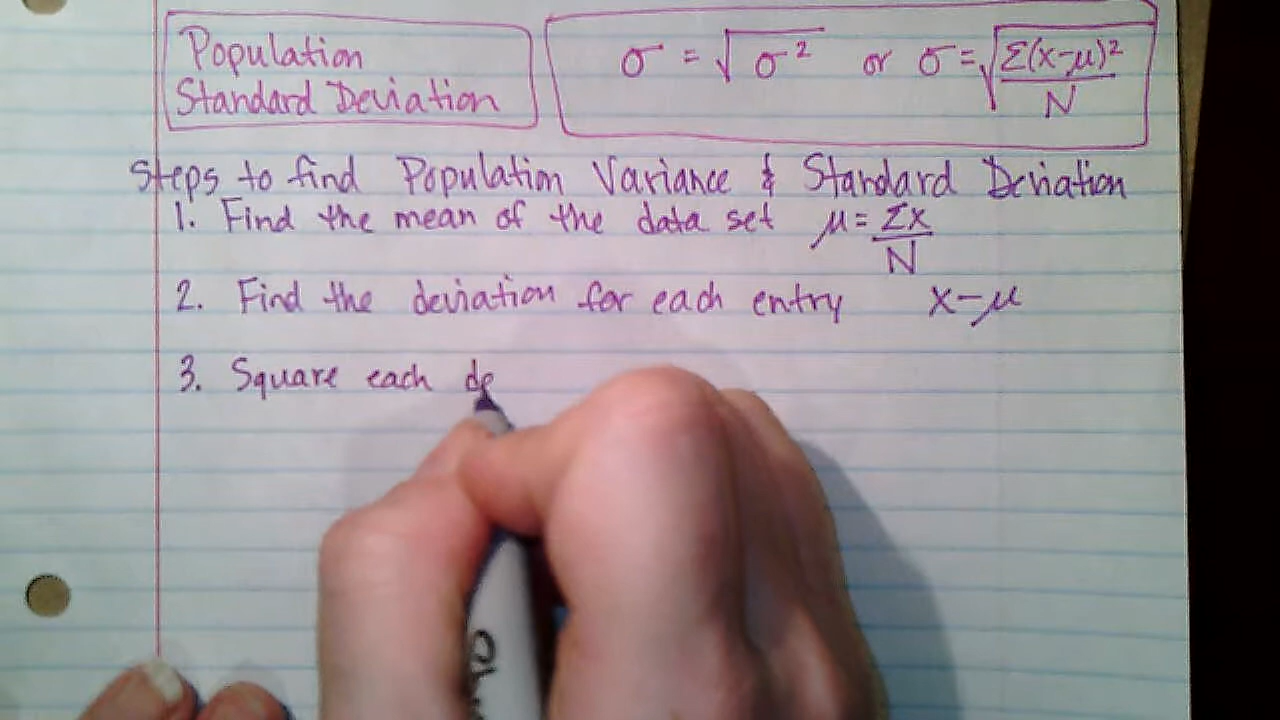 Population
Standard Deviation
σ = √σ² or σ = √(Σ(x-μ)²/N)
Steps to find Population Variance & Standard Deviation
1. Find the mean of the data set μ = Σx/N
2. Find the deviation for each entry x-μ
3. Square each de